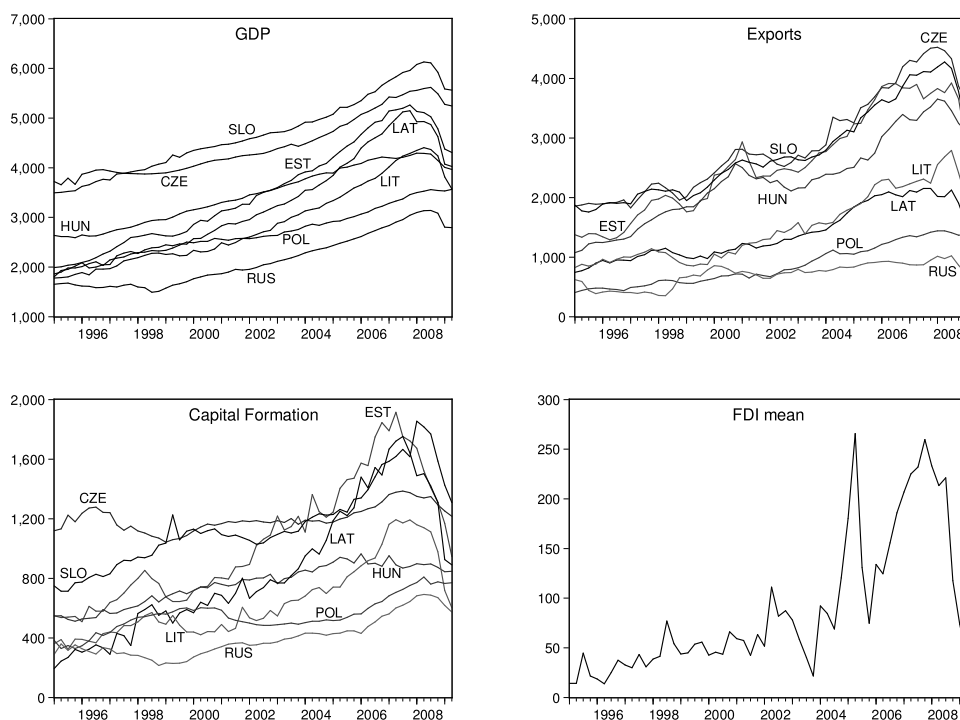 GDP
7,000
6,000
5,000
4,000
3,000
2,000
1,000
SLO
CZE
EST
LAT
LIT
HUN
POL
RUS
1996 1998 2000 2002 2004 2006 2008
Exports
5,000
4,000
3,000
2,000
1,000
0
CZE
SLO
HUN
EST
LIT
LAT
POL
RUS
1996 1998 2000 2002 2004 2006 2008
Capital Formation
2,000
1,600
1,200
800
400
0
EST
CZE
SLO
LAT
HUN
LIT
POL
RUS
1996 1998 2000 2002 2004 2006 2008
FDI mean
300
250
200
150
100
50
0
1996 1998 2000 2002 2004 2006 2008